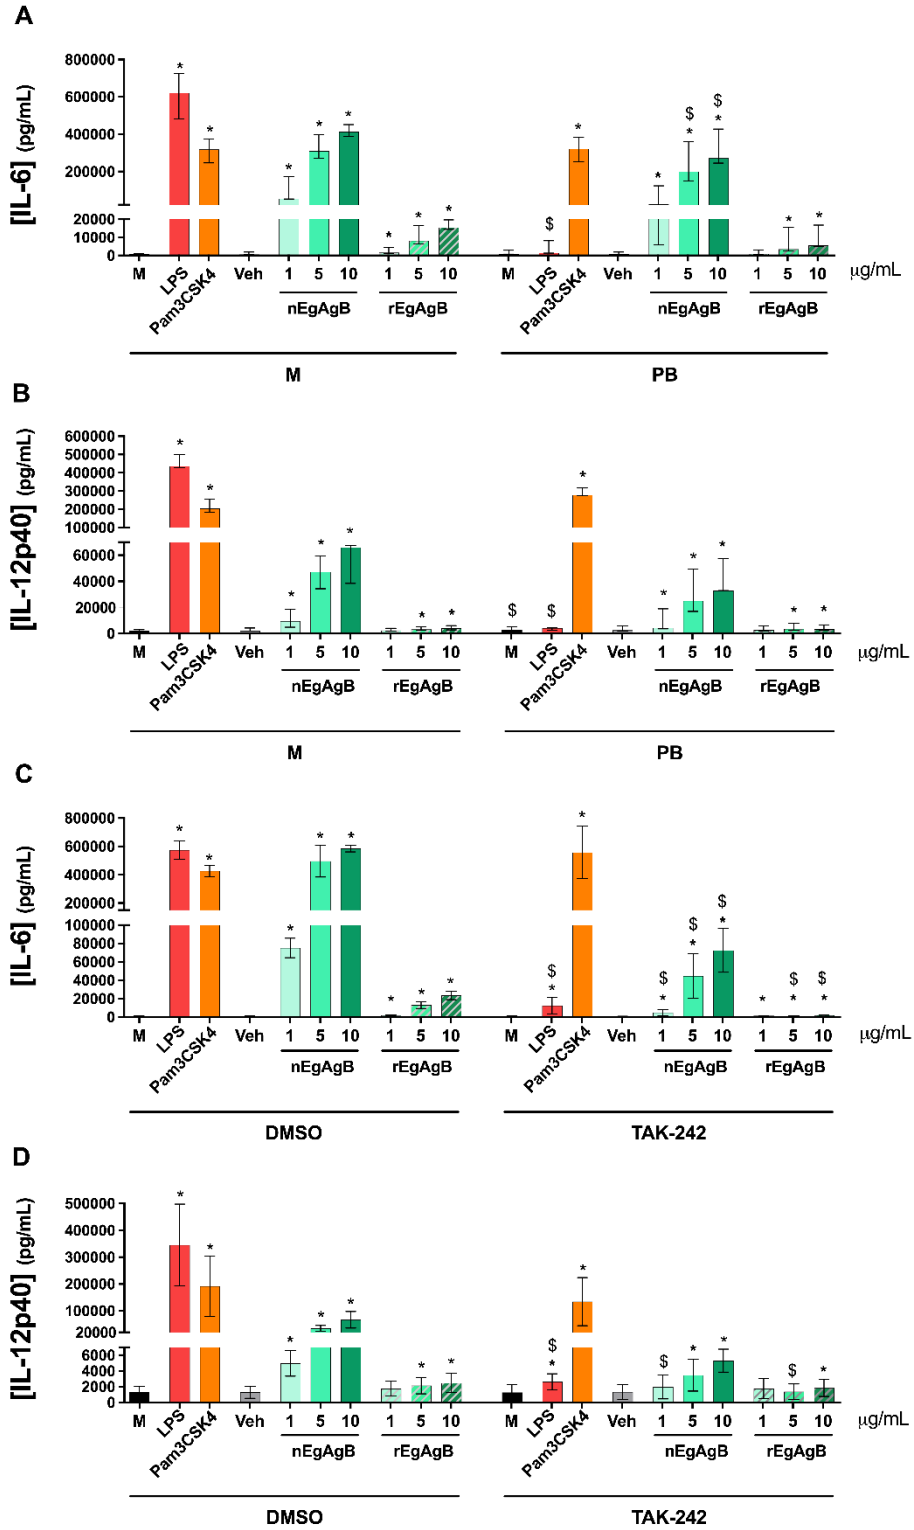 A
[IL-6] (pg/mL)
800000
600000
400000
200000
20000
10000
0
* * * * * * * * * $ * * $ * $ * * *
M LPS Pam3CSK4 Veh 1 5 10 1 5 10 M LPS Pam3CSK4 Veh 1 5 10 1 5 10 µg/mL
nEgAgB rEgAgB nEgAgB rEgAgB
M PB
B
[IL-12p40] (pg/mL)
600000
500000
400000
300000
200000
100000
60000
40000
20000
0
* * * * * * * $ $ * * * * * *
M LPS Pam3CSK4 Veh 1 5 10 1 5 10 M LPS Pam3CSK4 Veh 1 5 10 1 5 10 µg/mL
nEgAgB rEgAgB nEgAgB rEgAgB
M PB
C
[IL-6] (pg/mL)
800000
600000
400000
200000
100000
80000
60000
40000
20000
0
* * * * * * * * $ * * $ * $ * $ * * $ * $ *
M LPS Pam3CSK4 Veh 1 5 10 1 5 10 M LPS Pam3CSK4 Veh 1 5 10 1 5 10 µg/mL
nEgAgB rEgAgB nEgAgB rEgAgB
DMSO TAK-242
D
[IL-12p40] (pg/mL)
500000
400000
300000
200000
100000
20000
6000
4000
2000
0
* * * * * * * $ * * $ * * $ *
M LPS Pam3CSK4 Veh 1 5 10 1 5 10 M LPS Pam3CSK4 Veh 1 5 10 1 5 10 µg/mL
nEgAgB rEgAgB nEgAgB rEgAgB
DMSO TAK-242